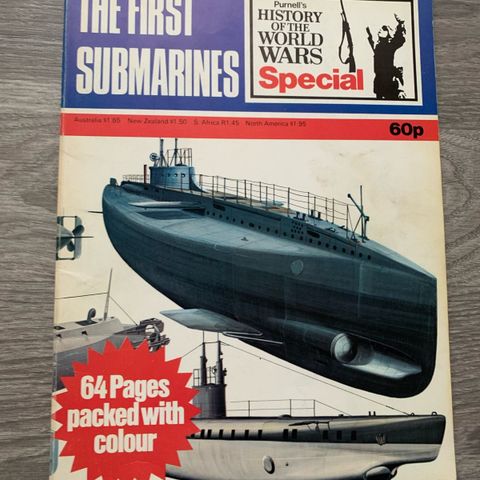 THE FIRST
SUBMARINES
Purnell's
HISTORY
OF THE
WORLD
WARS
Special
Australia $1.65 New Zealand $1.50 S. Africa R1.45 North America $1.95
60p
64 Pages
packed with
colour